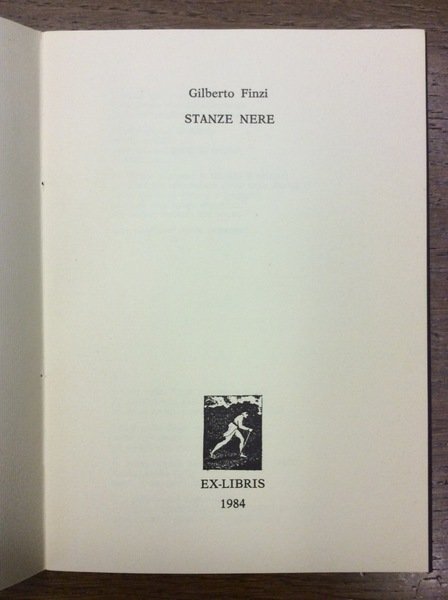 Gilberto Finzi
STANZE NERE
EX-LIBRIS
1984